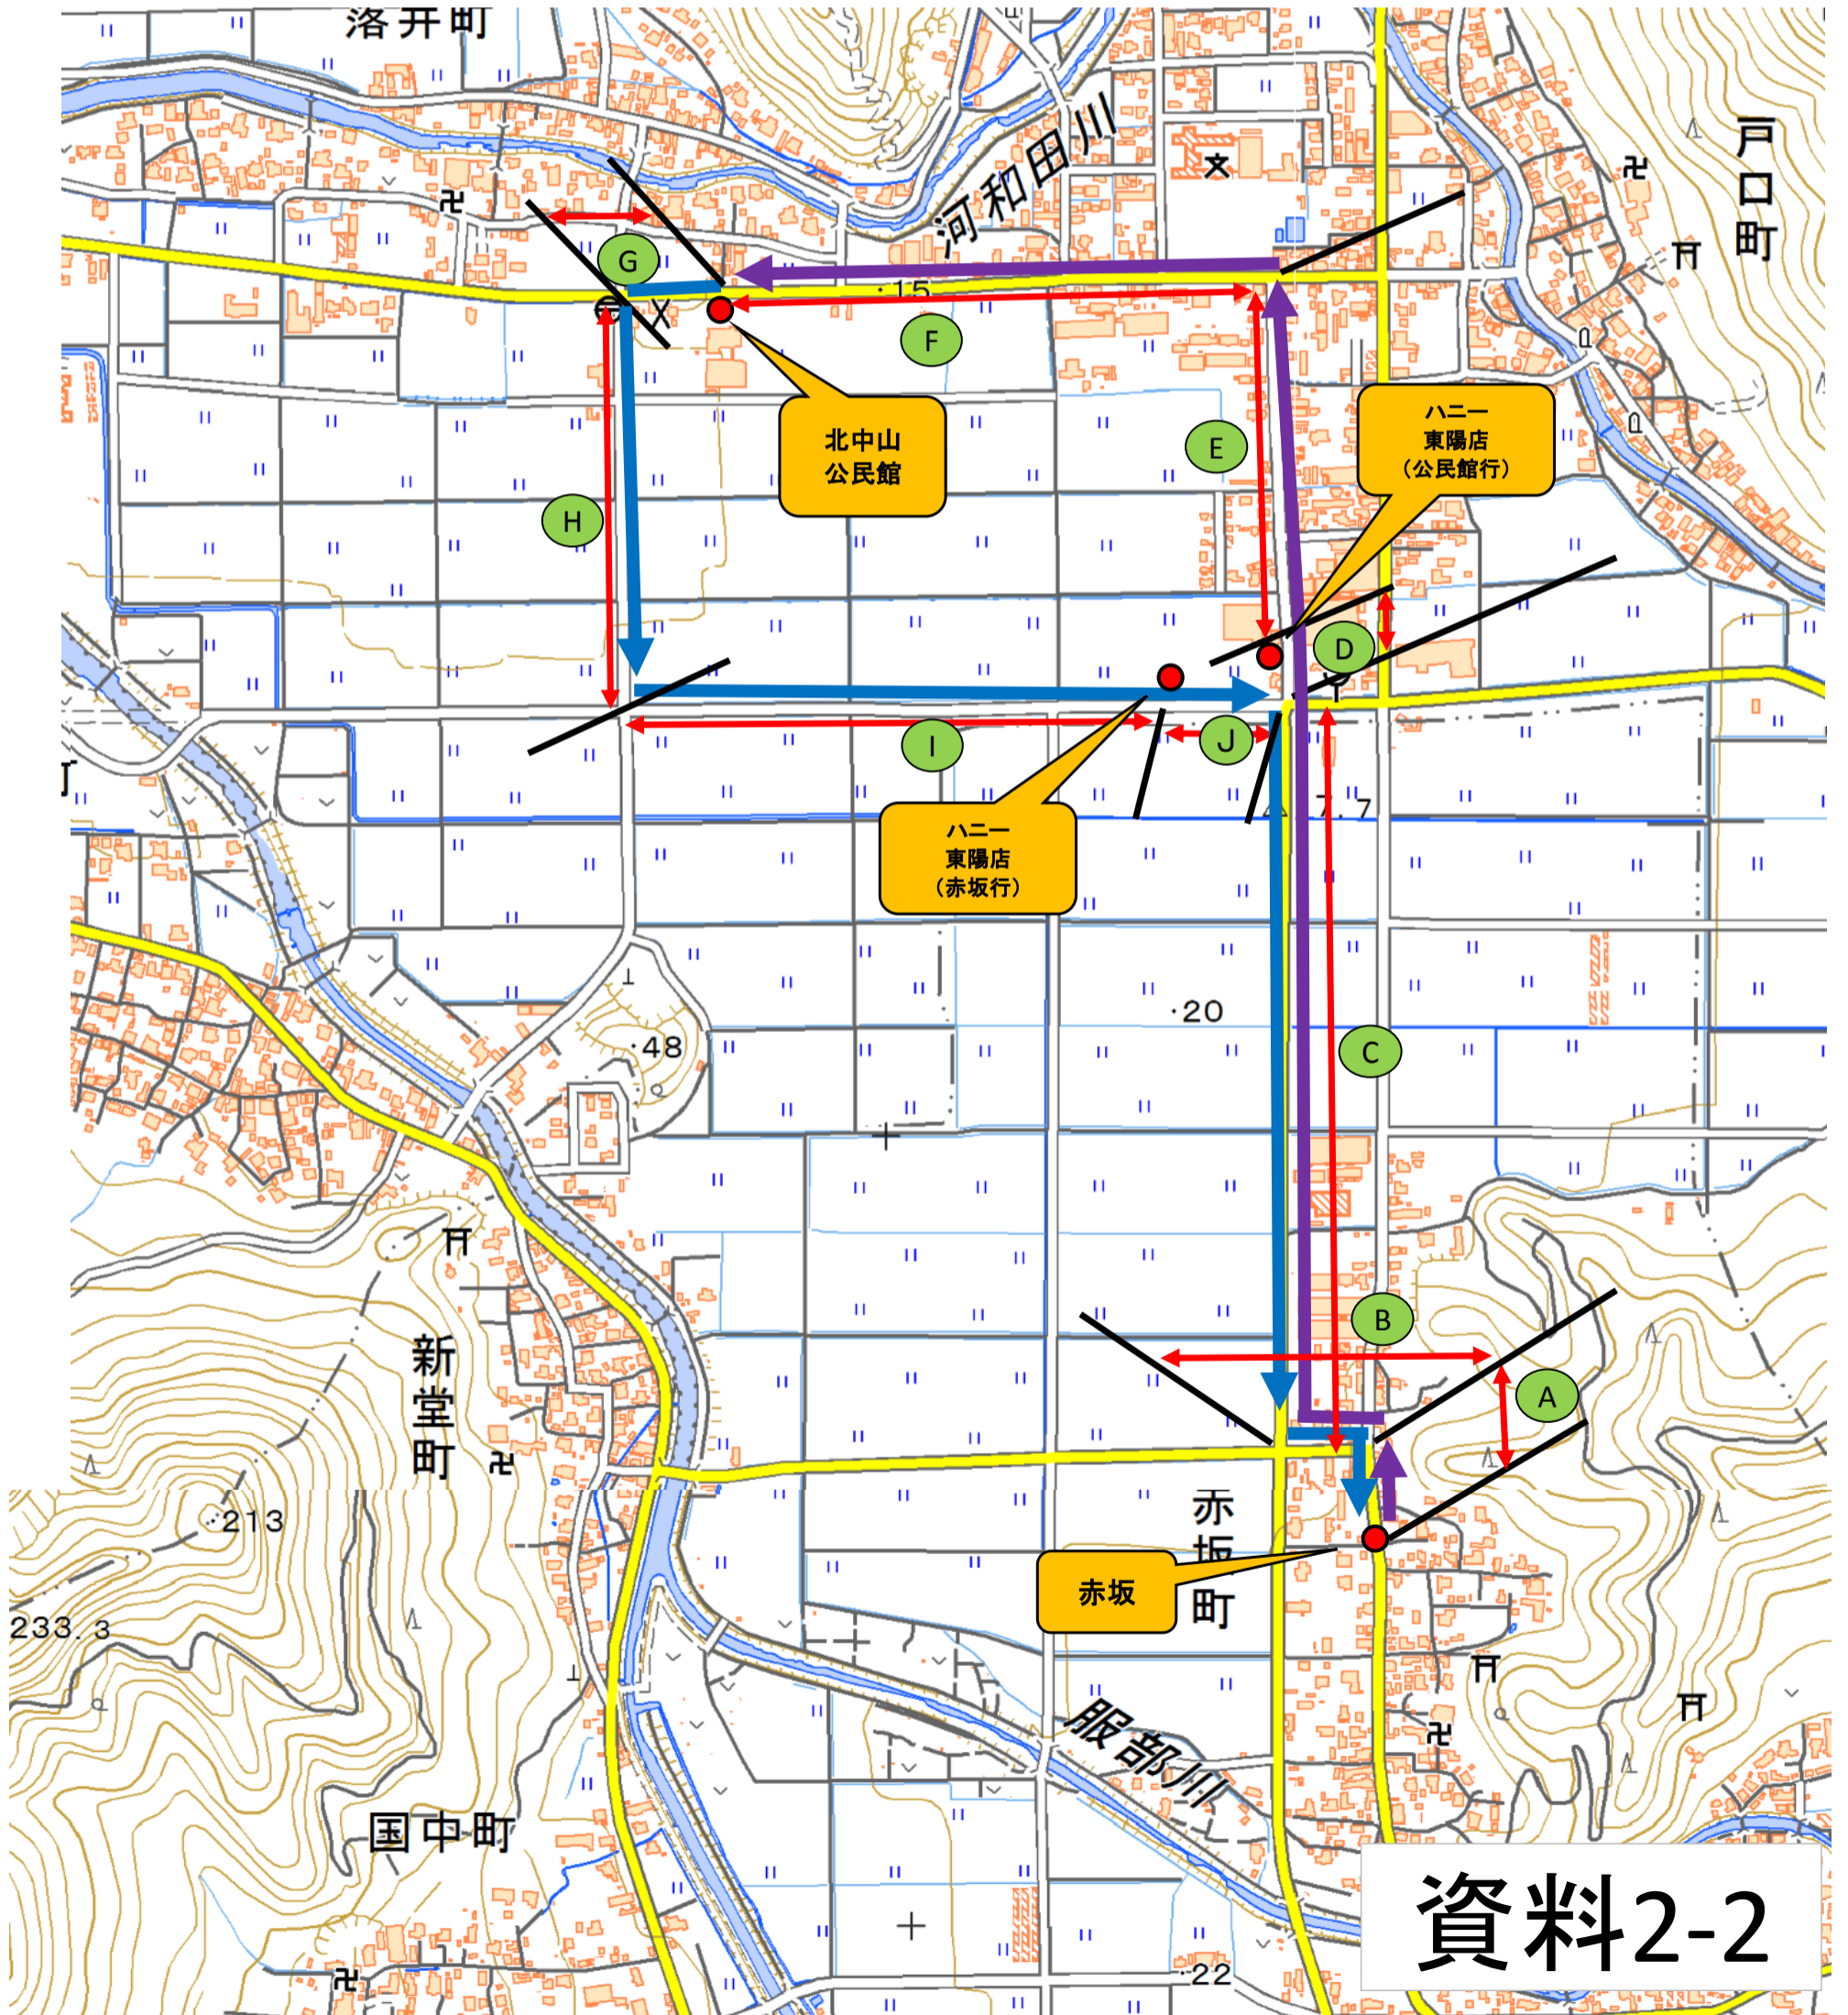 落井町
河和田川
戸口町
G
・15
F
北中山
公民館
E
ハニー
東陽店
（公民館行）
H
D
I
J
7.7
ハニー
東陽店
（赤坂行）
・20
・48
C
B
A
新堂町
・213
赤坂町
赤坂
233.3
服部川
国中町
・22
資料2-2